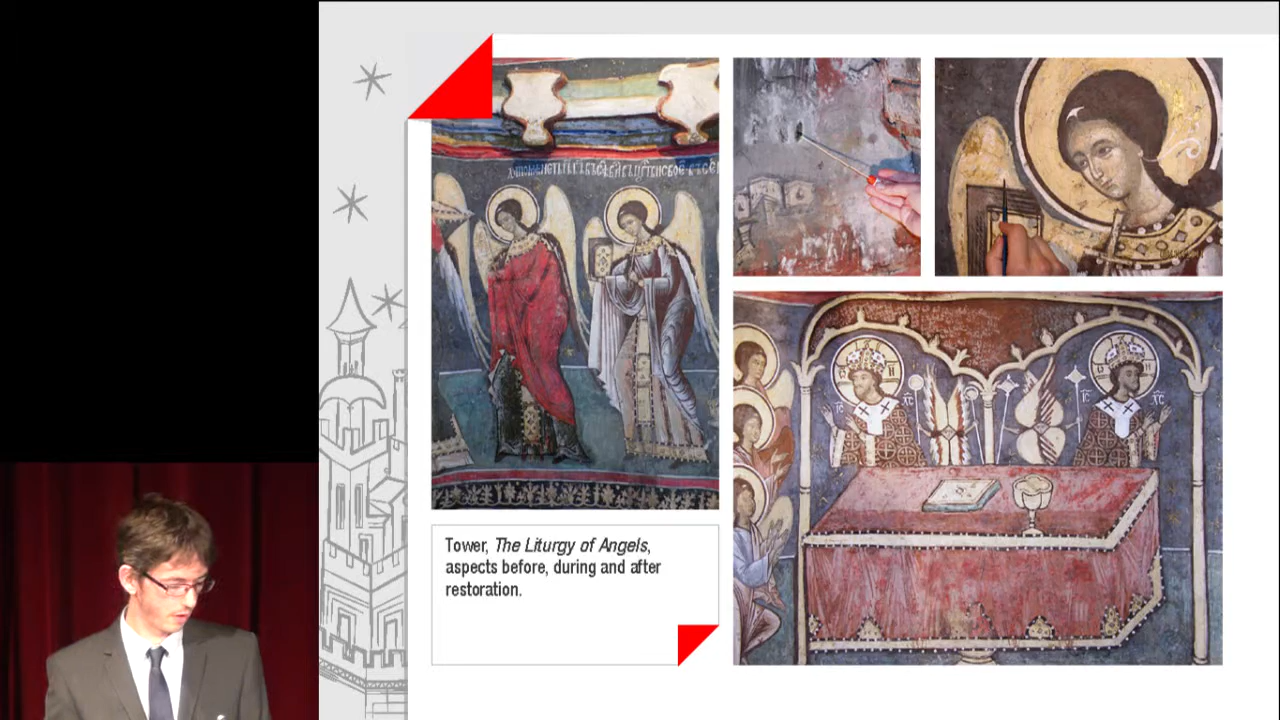 Tower, The Liturgy of Angels,
aspects before, during and after
restoration.